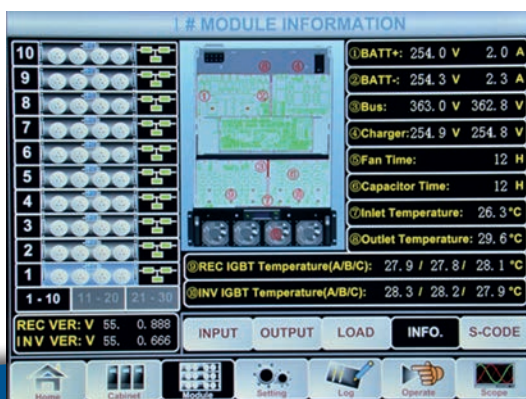 1# MODULE INFORMATION
10
9
8
7
6
5
4
3
2
1
1 - 10 11 - 20 21 - 30
REC VER: V 55. 0.888
INV VER: V 55. 0.666
①BATT+: 254.0 V 2.0 A
②BATT-: 254.3 V 2.3 A
③Bus: 363.0 V 362.8 V
④Charger: 254.9 V 254.8 V
⑤Fan Time: 12 H
⑥Capacitor Time: 12 H
⑦Inlet Temperature: 26.3 °C
⑧Outlet Temperature: 29.6 °C
⑨REC IGBT Temperature(A/B/C): 27.9 / 27.8/ 28.1 °C
⑩INV IGBT Temperature(A/B/C): 28.3 / 28.2/ 27.9 °C
INPUT OUTPUT LOAD INFO. S-CODE
Home Cabinet Module Setting Log Operate Scope